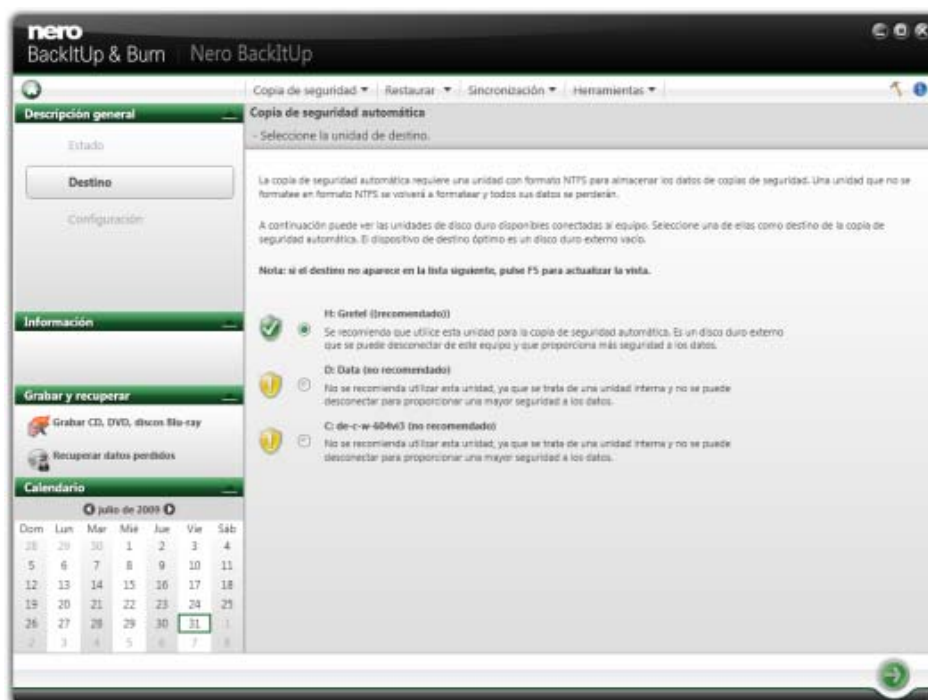 nero
BackItUp & Burn Nero BackItUp
Copia de seguridad Restaurar Sincronización Herramientas
Descripción general
Estado
Destino
Configuración
Información
Grabar y recuperar
Grabar CD, DVD, discos Blu-ray
Recuperar datos perdidos
Calendario
julio de 2009
Dom Lun Mar Mié Jue Vie Sáb
28 29 30 1 2 3 4
5 6 7 8 9 10 11
12 13 14 15 16 17 18
19 20 21 22 23 24 25
26 27 28 29 30 31 1
2 3 4 5 6 7 8
Copia de seguridad automática
- Seleccione la unidad de destino.
La copia de seguridad automática requiere una unidad con formato NTFS para almacenar los datos de copias de seguridad. Una unidad que no se
formatee en formato NTFS se volverá a formatear y todos sus datos se perderán.
A continuación puede ver las unidades de disco duro disponibles conectadas al equipo. Seleccione una de ellas como destino de la copia de
seguridad automática. El dispositivo de destino óptimo es un disco duro externo vacío.
Nota: si el destino no aparece en la lista siguiente, pulse F5 para actualizar la vista.
H: Gretel ((recomendado))
Se recomienda que utilice esta unidad para la copia de seguridad automática. Es un disco duro externo
que se puede desconectar de este equipo y que proporciona más seguridad a los datos.
D: Data (no recomendado)
No se recomienda utilizar esta unidad, ya que se trata de una unidad interna y no se puede
desconectar para proporcionar una mayor seguridad a los datos.
C: de-c-w-604vi3 (no recomendado)
No se recomienda utilizar esta unidad, ya que se trata de una unidad interna y no se puede
desconectar para proporcionar una mayor seguridad a los datos.